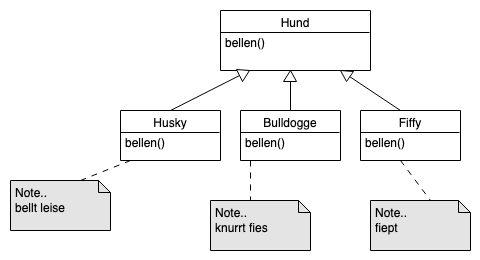 Hund
bellen()
Husky
bellen()
Bulldogge
bellen()
Fiffy
bellen()
Note..
bellt leise
Note..
knurrt fies
Note..
fiept